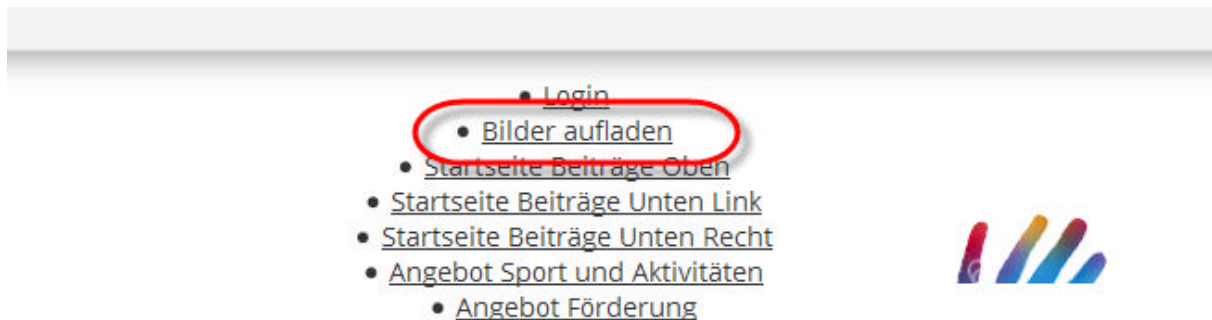 • Login
• Bilder aufladen
• Startseite Beiträge Oben
• Startseite Beiträge Unten Link
• Startseite Beiträge Unten Recht
• Angebot Sport und Aktivitäten
• Angebot Förderung